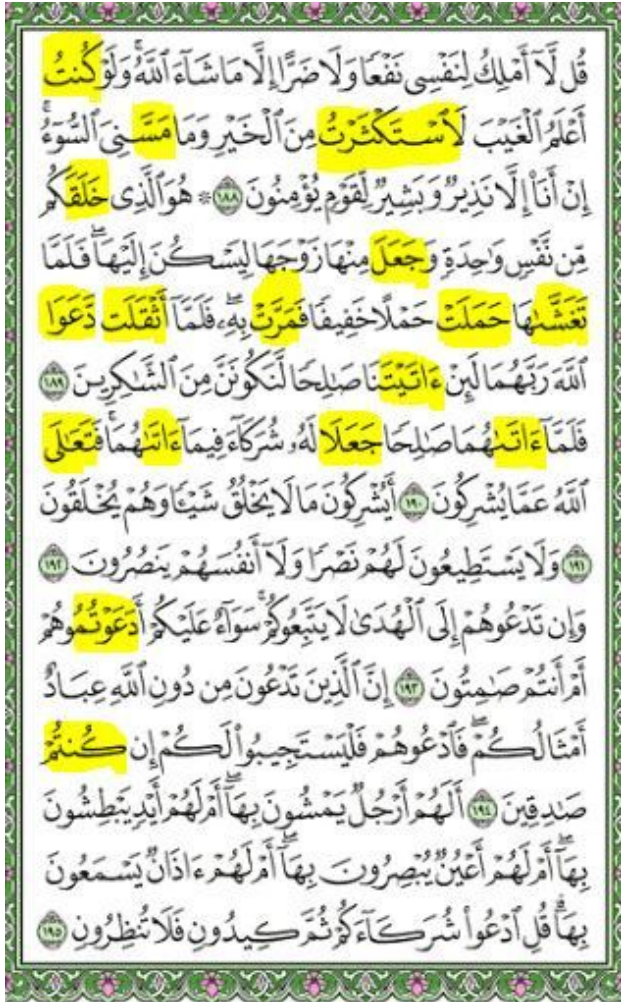 قُل لَّآ أَمْلِكُ لِنَفْسِى نَفْعًا وَلَا ضَرًّا إِلَّا مَا شَآءَ ٱللَّهُ ۚ وَلَوْ كُنتُ
أَعْلَمُ ٱلْغَيْبَ لَٱسْتَكْثَرْتُ مِنَ ٱلْخَيْرِ وَمَا مَسَّنِىَ ٱلسُّوٓءُ ۚ
إِنْ أَنَا۠ إِلَّا نَذِيرٌ وَبَشِيرٌ لِّقَوْمٍ يُؤْمِنُونَ ١٨٨ ۞ هُوَ ٱلَّذِى خَلَقَكُم
مِّن نَّفْسٍ وَٰحِدَةٍ وَجَعَلَ مِنْهَا زَوْجَهَا لِيَسْكُنَ إِلَيْهَا ۖ فَلَمَّا
تَغَشَّىٰهَا حَمَلَتْ حَمْلًا خَفِيفًا فَمَرَّتْ بِهِۦ ۖ فَلَمَّآ أَثْقَلَت دَّعَوَا
ٱللَّهَ رَبَّهُمَا لَئِنْ ءَاتَيْتَنَا صَٰلِحًا لَّنَكُونَنَّ مِنَ ٱلشَّٰكِرِينَ ١٨٩
فَلَمَّآ ءَاتَىٰهُمَا صَٰلِحًا جَعَلَا لَهُۥ شُرَكَآءَ فِيمَآ ءَاتَىٰهُمَا ۚ فَتَعَٰلَى
ٱللَّهُ عَمَّا يُشْرِكُونَ ١٩٠ أَيُشْرِكُونَ مَا لَا يَخْلُقُ شَيْـًٔا وَهُمْ يُخْلَقُونَ
١٩١ وَلَا يَسْتَطِيعُونَ لَهُمْ نَصْرًا وَلَآ أَنفُسَهُمْ يَنصُرُونَ ١٩٢
وَإِن تَدْعُوهُمْ إِلَى ٱلْهُدَىٰ لَا يَتَّبِعُوكُمْ ۚ سَوَآءٌ عَلَيْكُمْ أَدَعَوْتُمُوهُمْ
أَمْ أَنتُمْ صَٰمِتُونَ ١٩٣ إِنَّ ٱلَّذِينَ تَدْعُونَ مِن دُونِ ٱللَّهِ عِبَادٌ
أَمْثَالُكُمْ ۖ فَٱدْعُوهُمْ فَلْيَسْتَجِيبُوا۟ لَكُمْ إِن كُنتُمْ
صَٰدِقِينَ ١٩٤ أَلَهُمْ أَرْجُلٌ يَمْشُونَ بِهَآ ۖ أَمْ لَهُمْ أَيْدٍ يَبْطِشُونَ
بِهَآ ۖ أَمْ لَهُمْ أَعْيُنٌ يُبْصِرُونَ بِهَآ ۖ أَمْ لَهُمْ ءَاذَانٌ يَسْمَعُونَ
بِهَا ۗ قُلِ ٱدْعُوا۟ شُرَكَآءَكُمْ ثُمَّ كِيدُونِ فَلَا تُنظِرُونِ ١٩٥